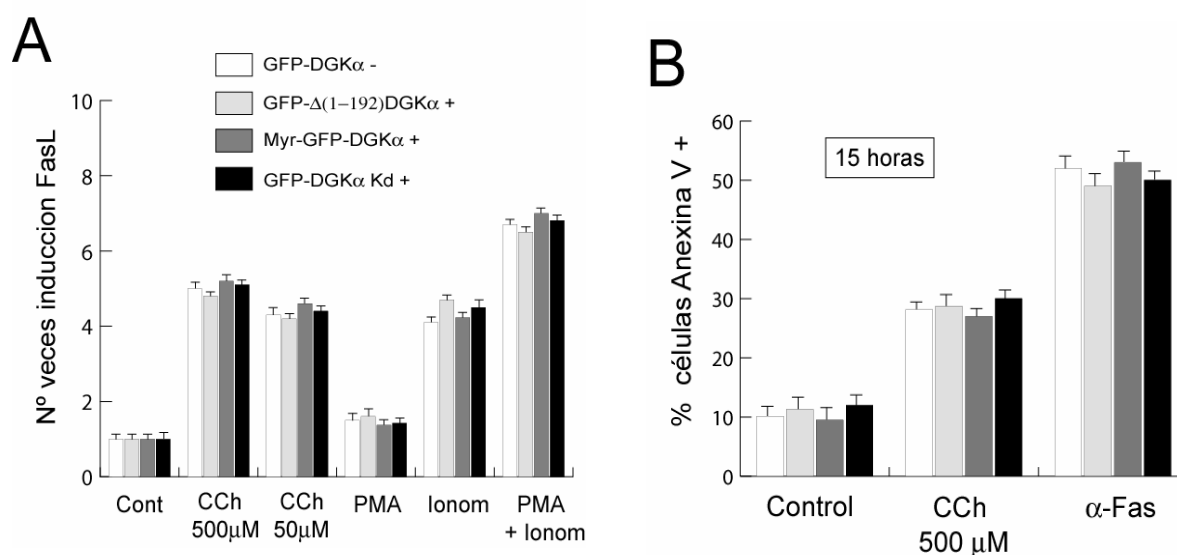 A
GFP-DGKα -
GFP-Δ(1–192)DGKα +
Myr-GFP-DGKα +
GFP-DGKα Kd +
Nº veces induccion FasL
10
8
6
4
2
0
Cont
CCh
500μM
CCh
50μM
PMA
Ionom
PMA
+ Ionom
B
15 horas
% células Anexina V +
60
50
40
30
20
10
0
Control
CCh
500 μM
α-Fas